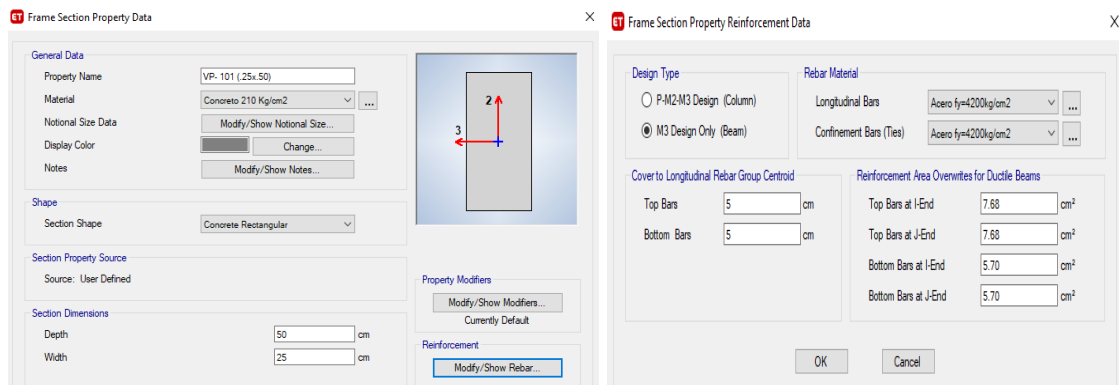 ET Frame Section Property Data X
General Data
Property Name VP- 101 (.25x.50)
Material Concreto 210 Kg/cm2 ...
Notional Size Data Modify/Show Notional Size...
Display Color Change...
Notes Modify/Show Notes...
Shape
Section Shape Concrete Rectangular
Section Property Source
Source: User Defined
Section Dimensions
Depth 50 cm
Width 25 cm
2
3
Property Modifiers
Modify/Show Modifiers...
Currently Default
Reinforcement
Modify/Show Rebar...
ET Frame Section Property Reinforcement Data X
Design Type
P-M2-M3 Design (Column)
M3 Design Only (Beam)
Rebar Material
Longitudinal Bars Acero fy=4200kg/cm2 ...
Confinement Bars (Ties) Acero fy=4200kg/cm2 ...
Cover to Longitudinal Rebar Group Centroid
Top Bars 5 cm
Bottom Bars 5 cm
Reinforcement Area Overwrites for Ductile Beams
Top Bars at I-End 7.68 cm²
Top Bars at J-End 7.68 cm²
Bottom Bars at I-End 5.70 cm²
Bottom Bars at J-End 5.70 cm²
OK Cancel